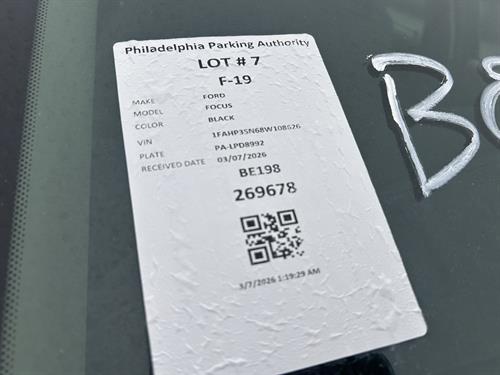 Philadelphia Parking Authority
LOT # 7
F-19
MAKE FORD
MODEL FOCUS
COLOR BLACK
VIN 1FAHP35N68W108626
PLATE PA-LPD8992
RECEIVED DATE 03/07/2026
BE198
269678
3/7/2026 1:19:29 AM
B